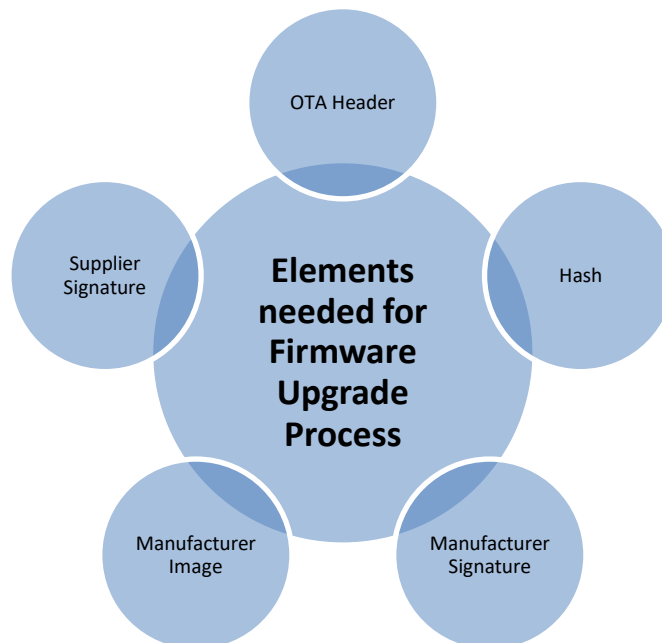 OTA Header
Supplier
Signature
Elements
needed for
Firmware
Upgrade
Process
Hash
Manufacturer
Image
Manufacturer
Signature